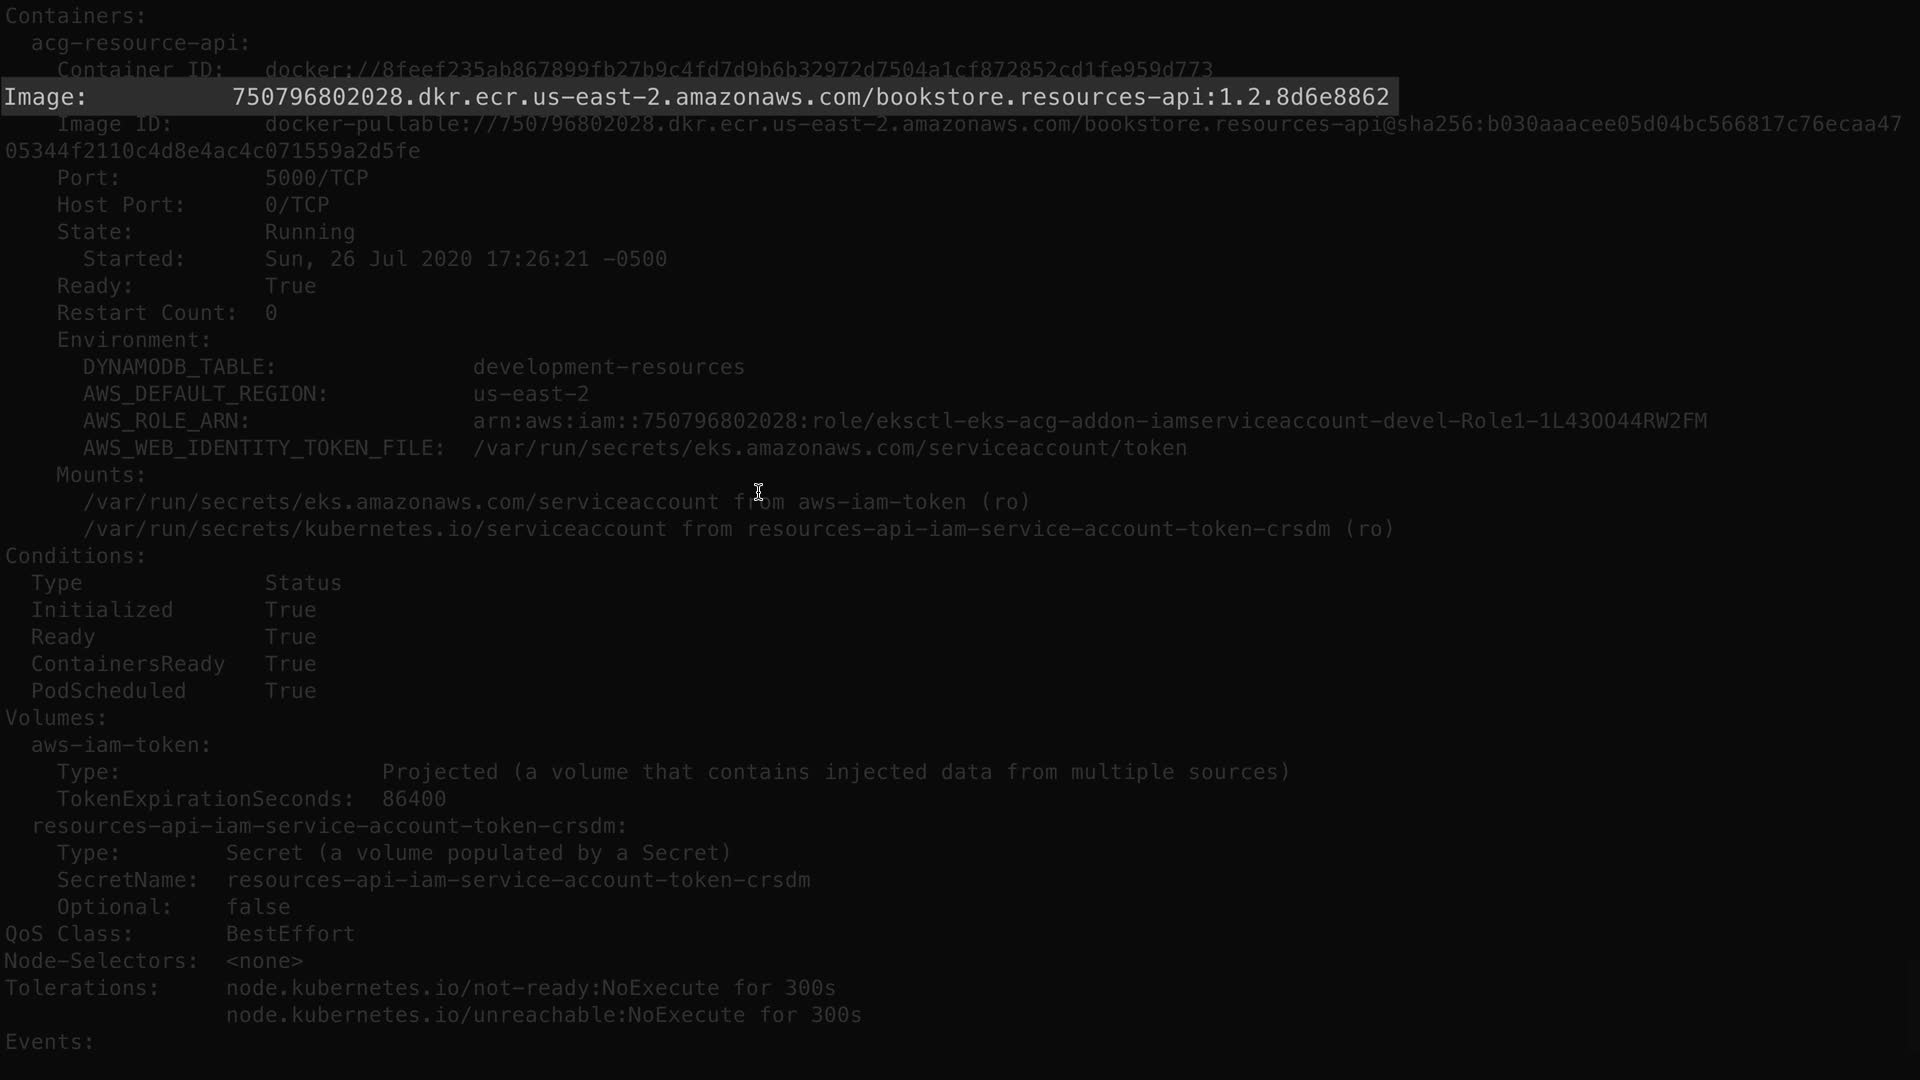 Containers:
acg-resource-api:
Container ID: docker://8feef235ab867899fb27b9c4fd7d9b6b32972d7504a1cf872852cd1fe959d773
Image: 750796802028.dkr.ecr.us-east-2.amazonaws.com/bookstore.resources-api:1.2.8d6e8862
Image ID: docker-pullable://750796802028.dkr.ecr.us-east-2.amazonaws.com/bookstore.resources-api@sha256:b030aaacee05d04bc566817c76ecaa47
05344f2110c4d8e4ac4c071559a2d5fe
Port: 5000/TCP
Host Port: 0/TCP
State: Running
Started: Sun, 26 Jul 2020 17:26:21 -0500
Ready: True
Restart Count: 0
Environment:
DYNAMODB_TABLE: development-resources
AWS_DEFAULT_REGION: us-east-2
AWS_ROLE_ARN: arn:aws:iam::750796802028:role/eksctl-eks-acg-addon-iamserviceaccount-devel-Role1-1L43OO44RW2FM
AWS_WEB_IDENTITY_TOKEN_FILE: /var/run/secrets/eks.amazonaws.com/serviceaccount/token
Mounts:
/var/run/secrets/eks.amazonaws.com/serviceaccount from aws-iam-token (ro)
/var/run/secrets/kubernetes.io/serviceaccount from resources-api-iam-service-account-token-crsdm (ro)
Conditions:
Type Status
Initialized True
Ready True
ContainersReady True
PodScheduled True
Volumes:
aws-iam-token:
Type: Projected (a volume that contains injected data from multiple sources)
TokenExpirationSeconds: 86400
resources-api-iam-service-account-token-crsdm:
Type: Secret (a volume populated by a Secret)
SecretName: resources-api-iam-service-account-token-crsdm
Optional: false
QoS Class: BestEffort
Node-Selectors: <none>
Tolerations: node.kubernetes.io/not-ready:NoExecute for 300s
node.kubernetes.io/unreachable:NoExecute for 300s
Events: